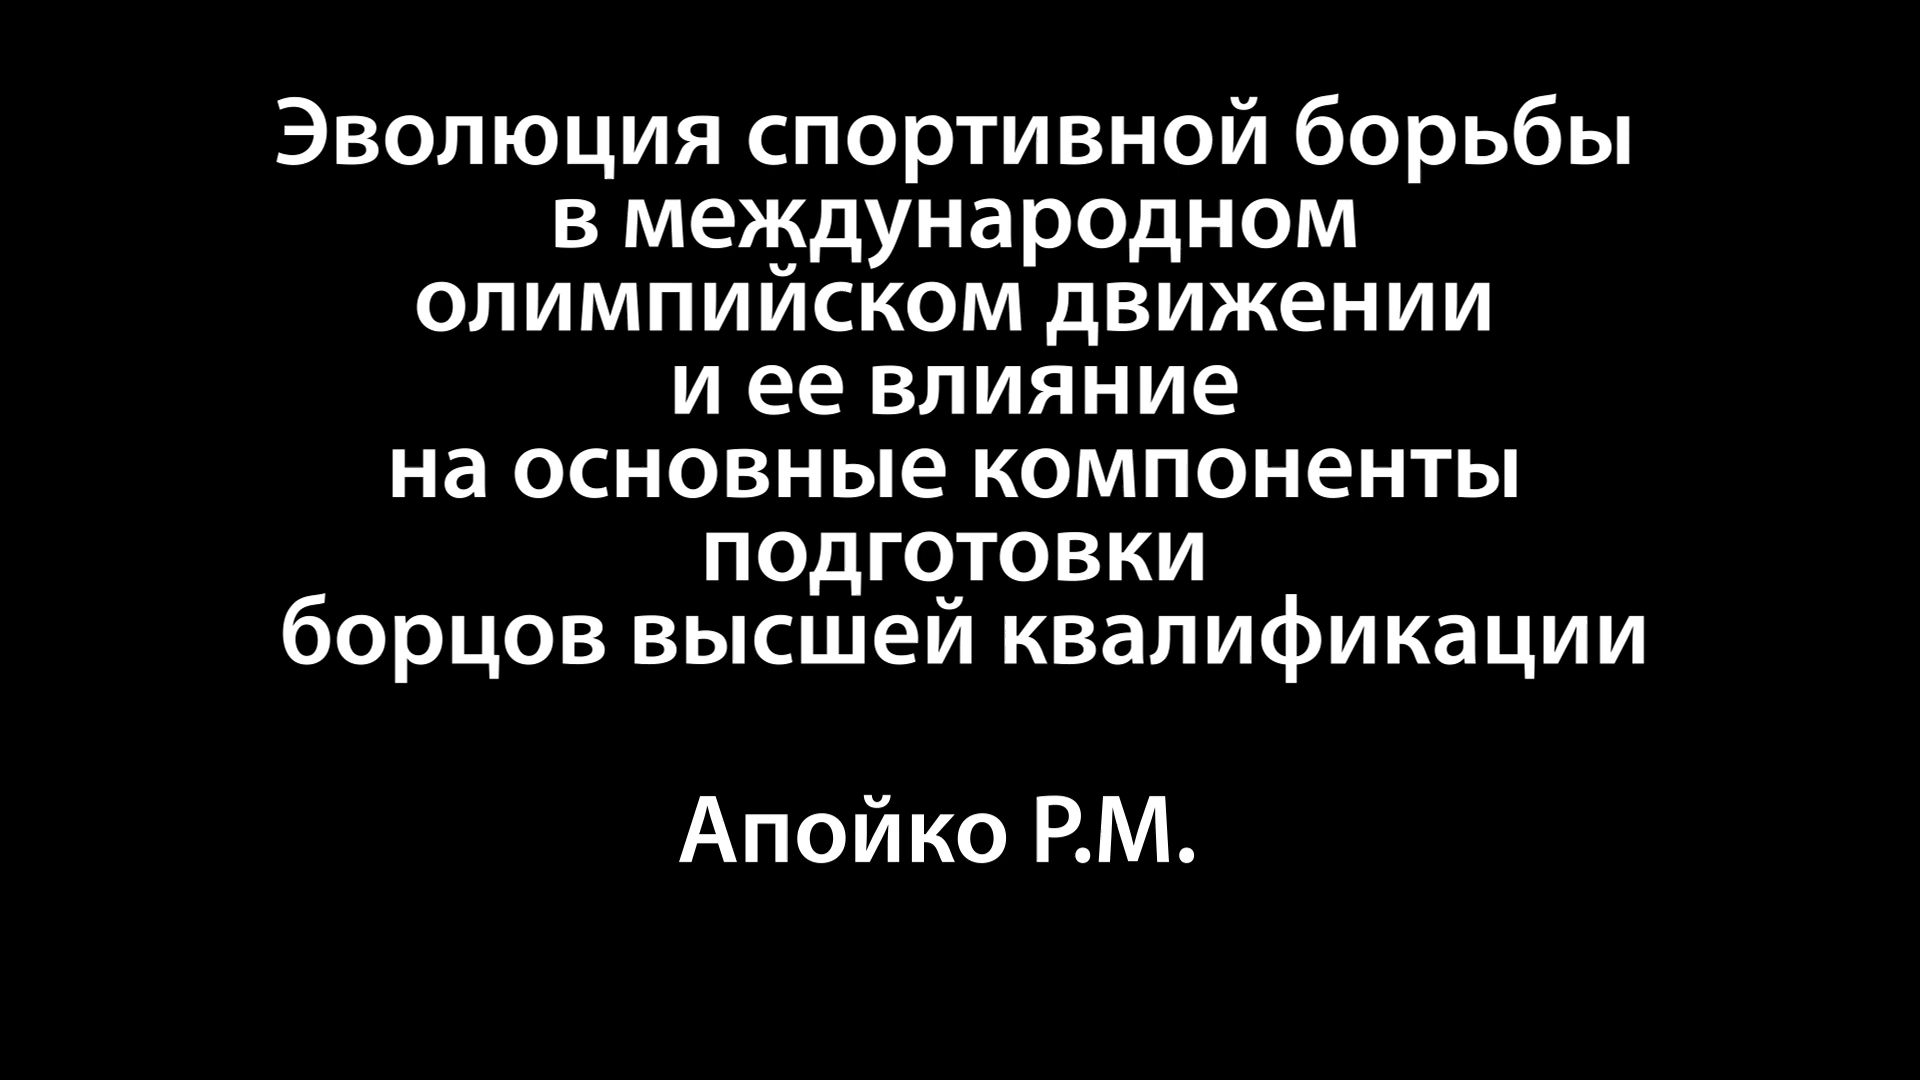 Эволюция спортивной борьбы
в международном
олимпийском движении
и ее влияние
на основные компоненты
подготовки
борцов высшей квалификации
Апойко Р.М.